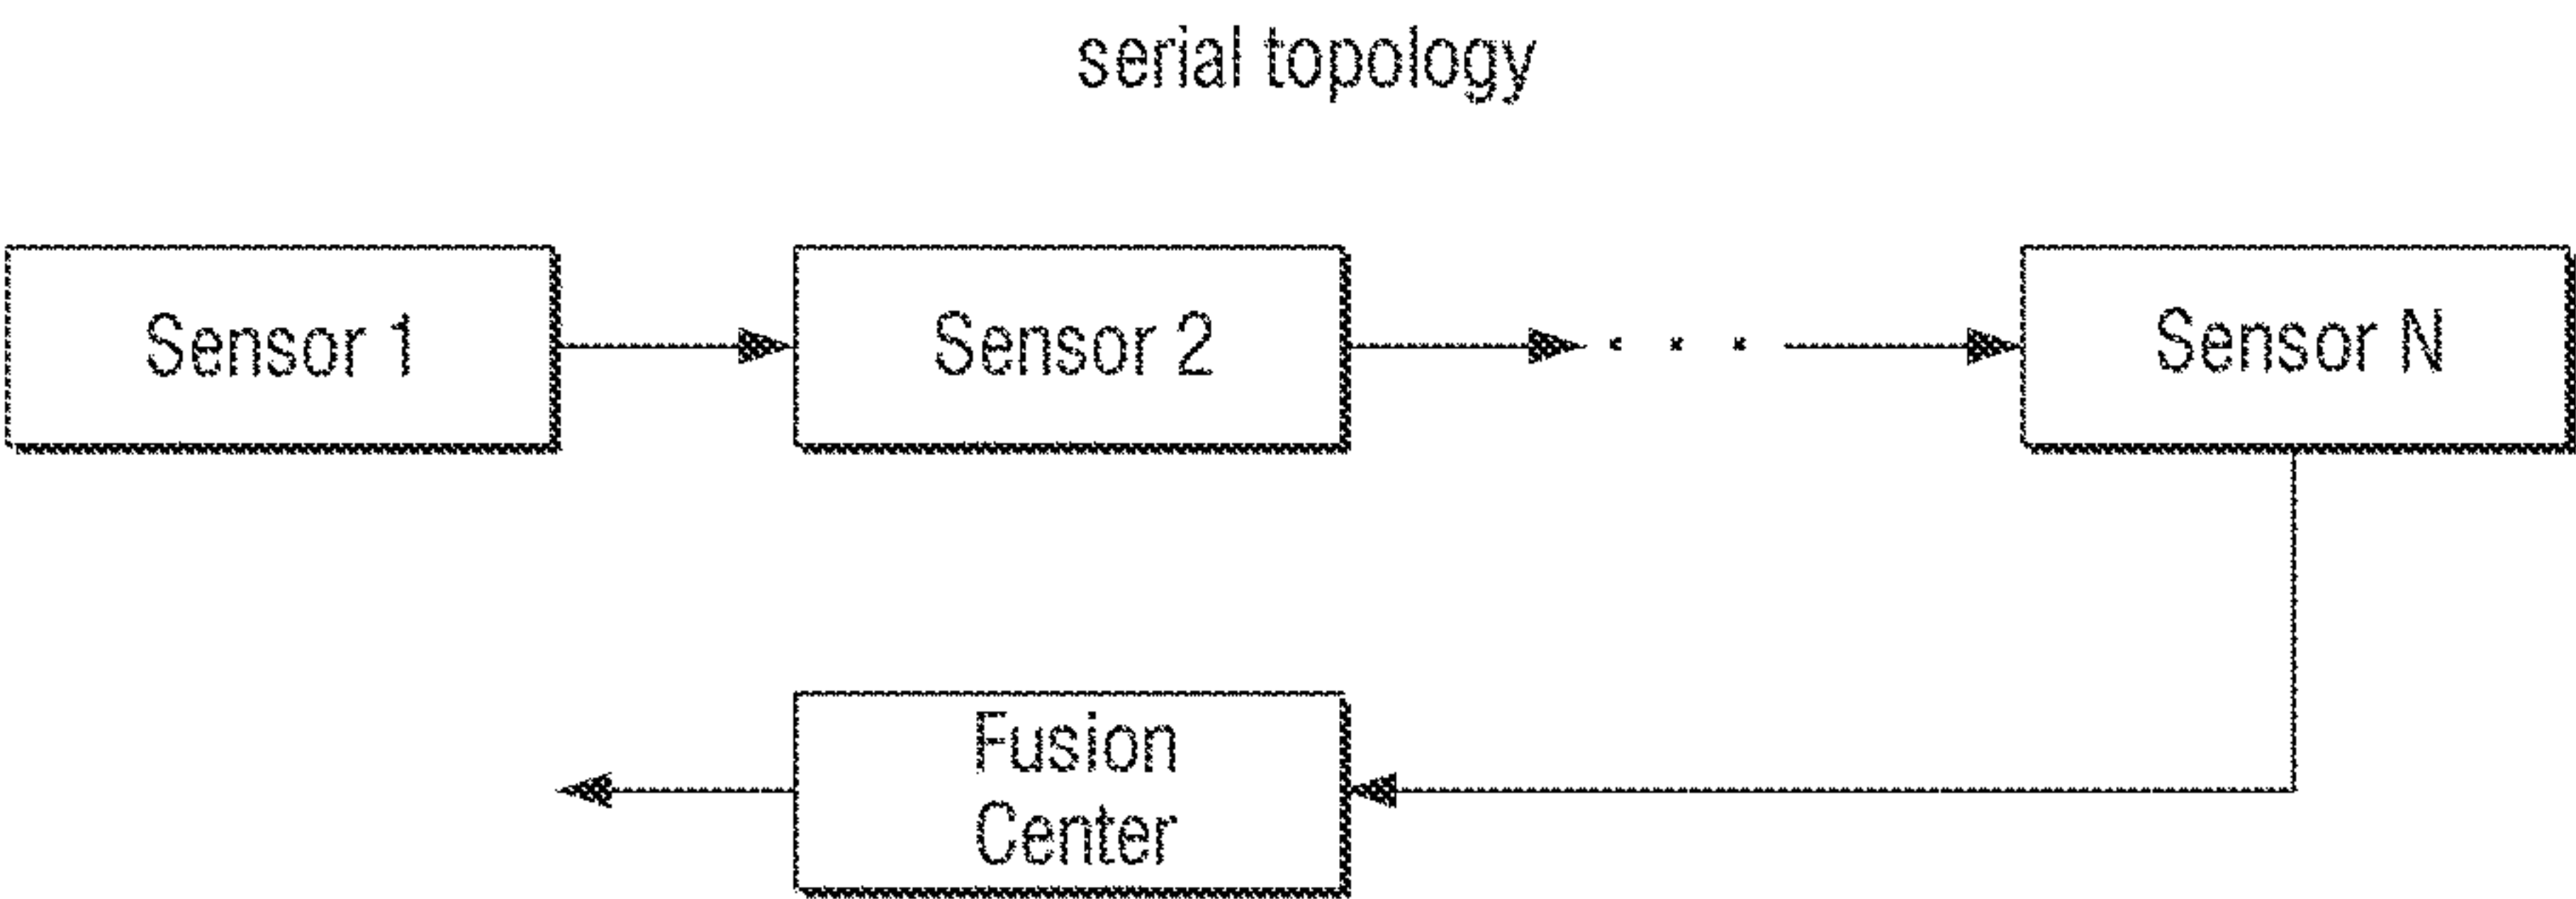 serial topology
Sensor 1
Sensor 2
. . .
Sensor N
Fusion
Center